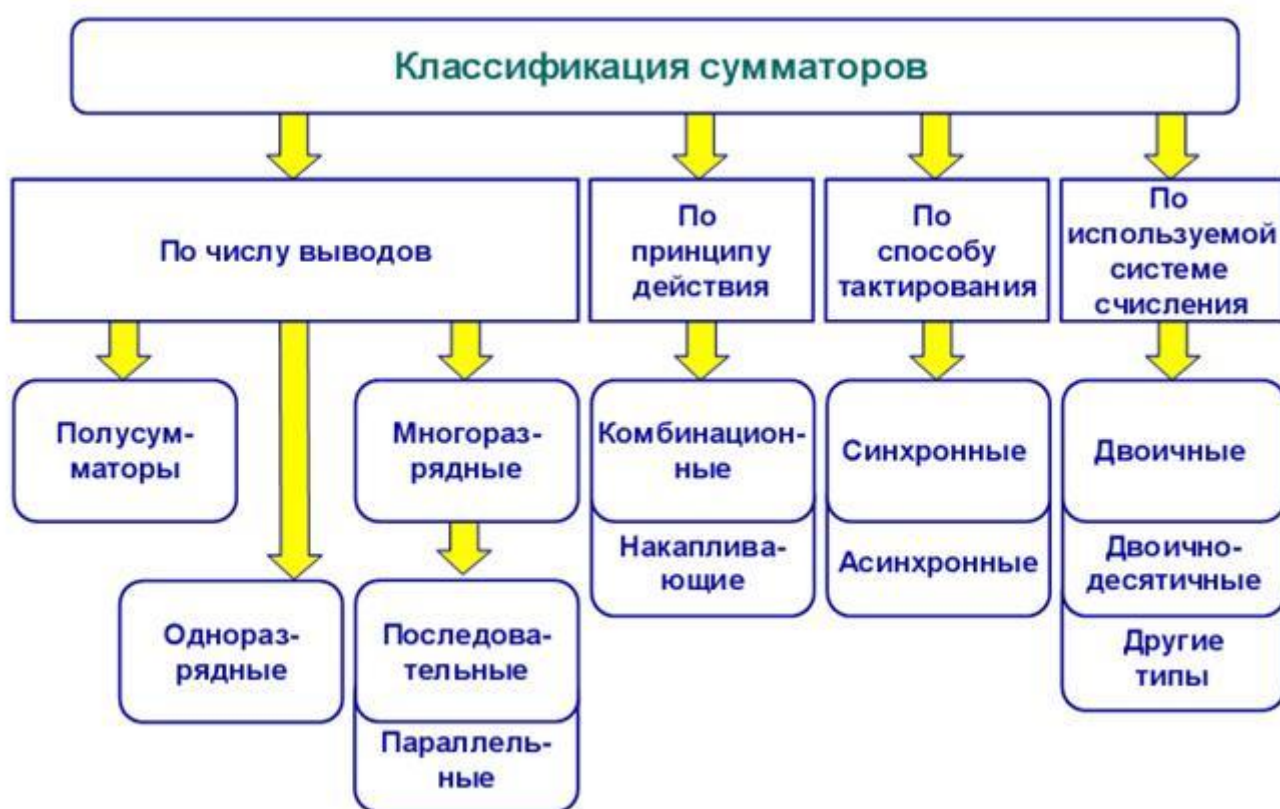 Классификация сумматоров
По числу выводов
По
принципу
действия
По
способу
тактирования
По
используемой
системе
счисления
Полусум-
маторы
Многораз-
рядные
Комбинацион-
ные
Синхронные
Двоичные
Накаплива-
ющие
Асинхронные
Двоично-
десятичные
Однораз-
рядные
Последова-
тельные
Другие
типы
Параллель-
ные